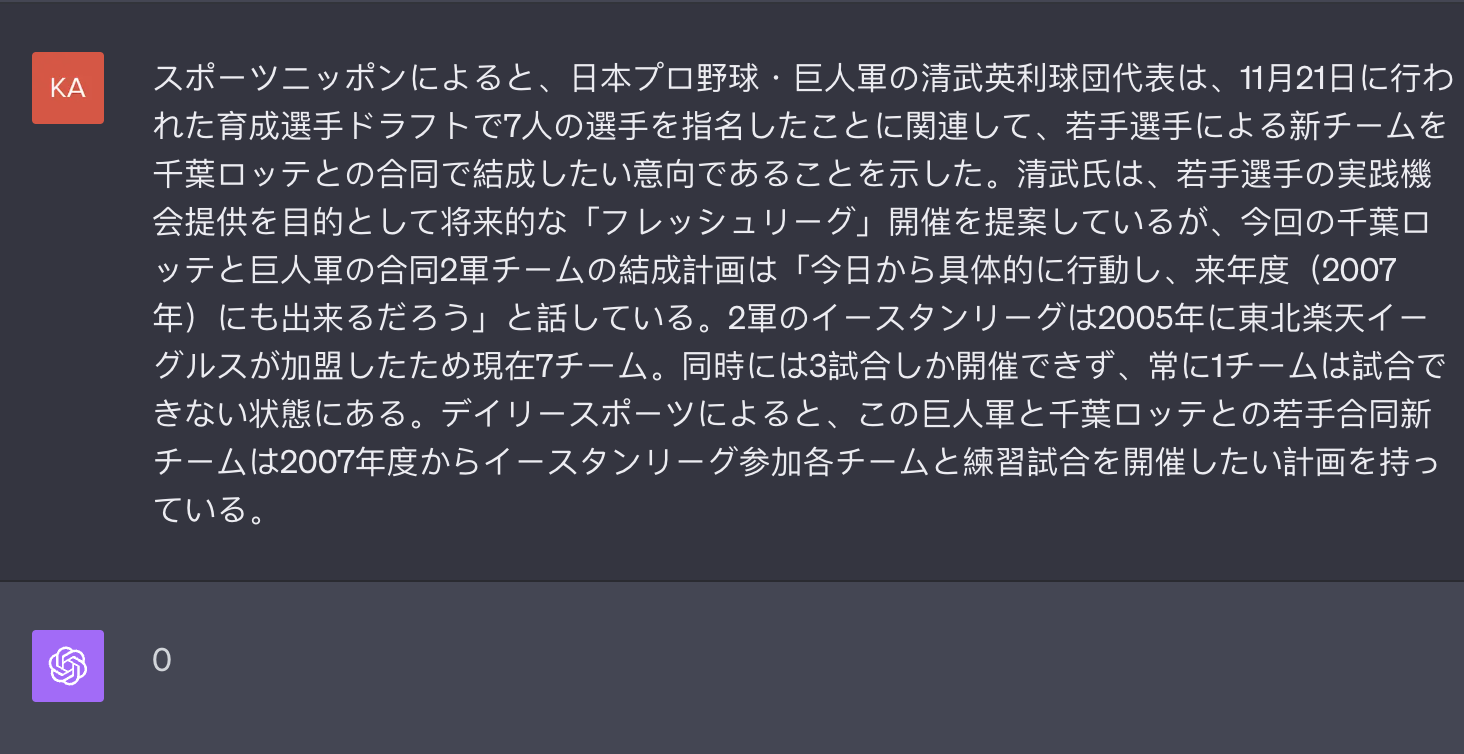 KA
スポーツニッポンによると、日本プロ野球・巨人軍の清武英利球団代表は、11月21日に行わ
れた育成選手ドラフトで7人の選手を指名したことに関連して、若手選手による新チームを
千葉ロッテとの合同で結成したい意向であることを示した。清武氏は、若手選手の実践機
会提供を目的として将来的な「フレッシュリーグ」開催を提案しているが、今回の千葉ロ
ッテと巨人軍の合同2軍チームの結成計画は「今日から具体的に行動し、来年度（2007
年）にも出来るだろう」と話している。2軍のイースタンリーグは2005年に東北楽天イー
グルスが加盟したため現在7チーム。同時には3試合しか開催できず、常に1チームは試合で
きない状態にある。デイリースポーツによると、この巨人軍と千葉ロッテとの若手合同新
チームは2007年度からイースタンリーグ参加各チームと練習試合を開催したい計画を持っ
ている。
0